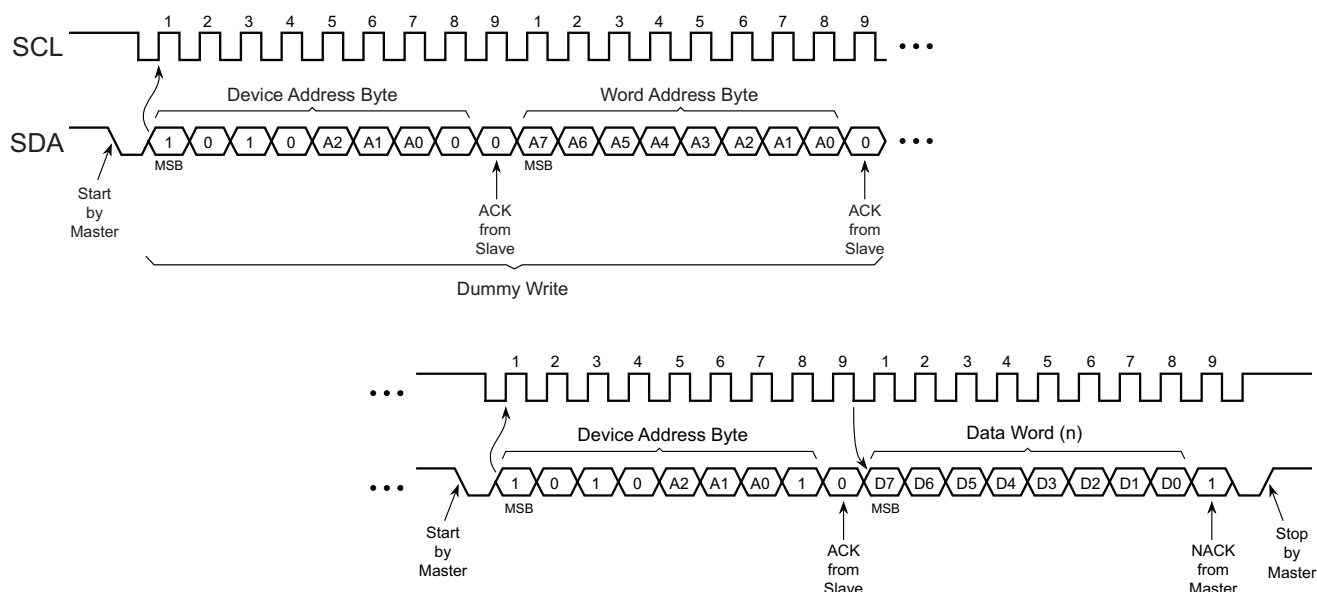 1 2 3 4 5 6 7 8 9 1 2 3 4 5 6 7 8 9
SCL
Device Address Byte Word Address Byte
SDA 1 0 1 0 A2 A1 A0 0 0 A7 A6 A5 A4 A3 A2 A1 A0 0
MSB MSB
Start
by
Master
ACK
from
Slave
ACK
from
Slave
Dummy Write
1 2 3 4 5 6 7 8 9 1 2 3 4 5 6 7 8 9
Device Address Byte Data Word (n)
1 0 1 0 A2 A1 A0 1 0 D7 D6 D5 D4 D3 D2 D1 D0 1
MSB MSB
Start
by
Master
ACK
from
Slave
NACK
from
Master
Stop
by
Master